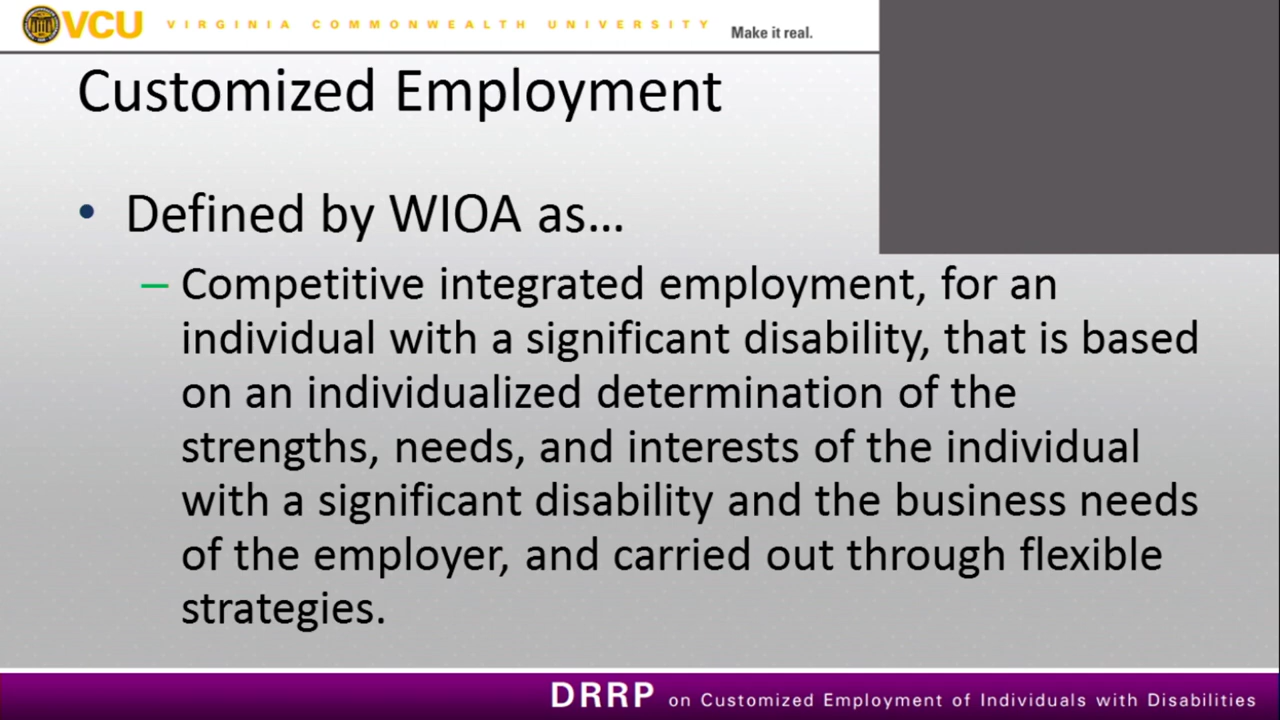 VCU VIRGINIA COMMONWEALTH UNIVERSITY Make it real.
Customized Employment
• Defined by WIOA as...
– Competitive integrated employment, for an
individual with a significant disability, that is based
on an individualized determination of the
strengths, needs, and interests of the individual
with a significant disability and the business needs
of the employer, and carried out through flexible
strategies.
DRRP on Customized Employment of Individuals with Disabilities